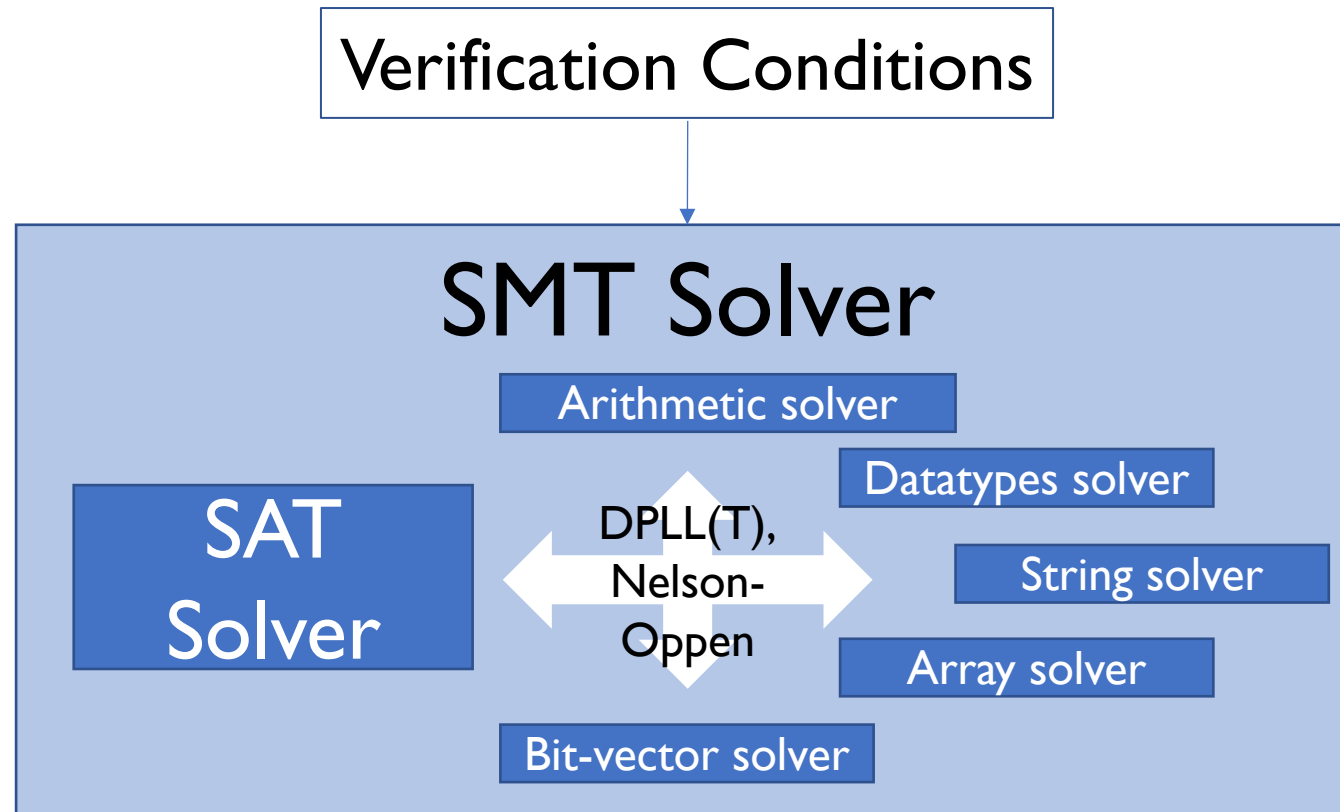 Verification Conditions
SMT Solver
Arithmetic solver
Datatypes solver
SAT
Solver
DPLL(T),
Nelson-
Oppen
String solver
Array solver
Bit-vector solver